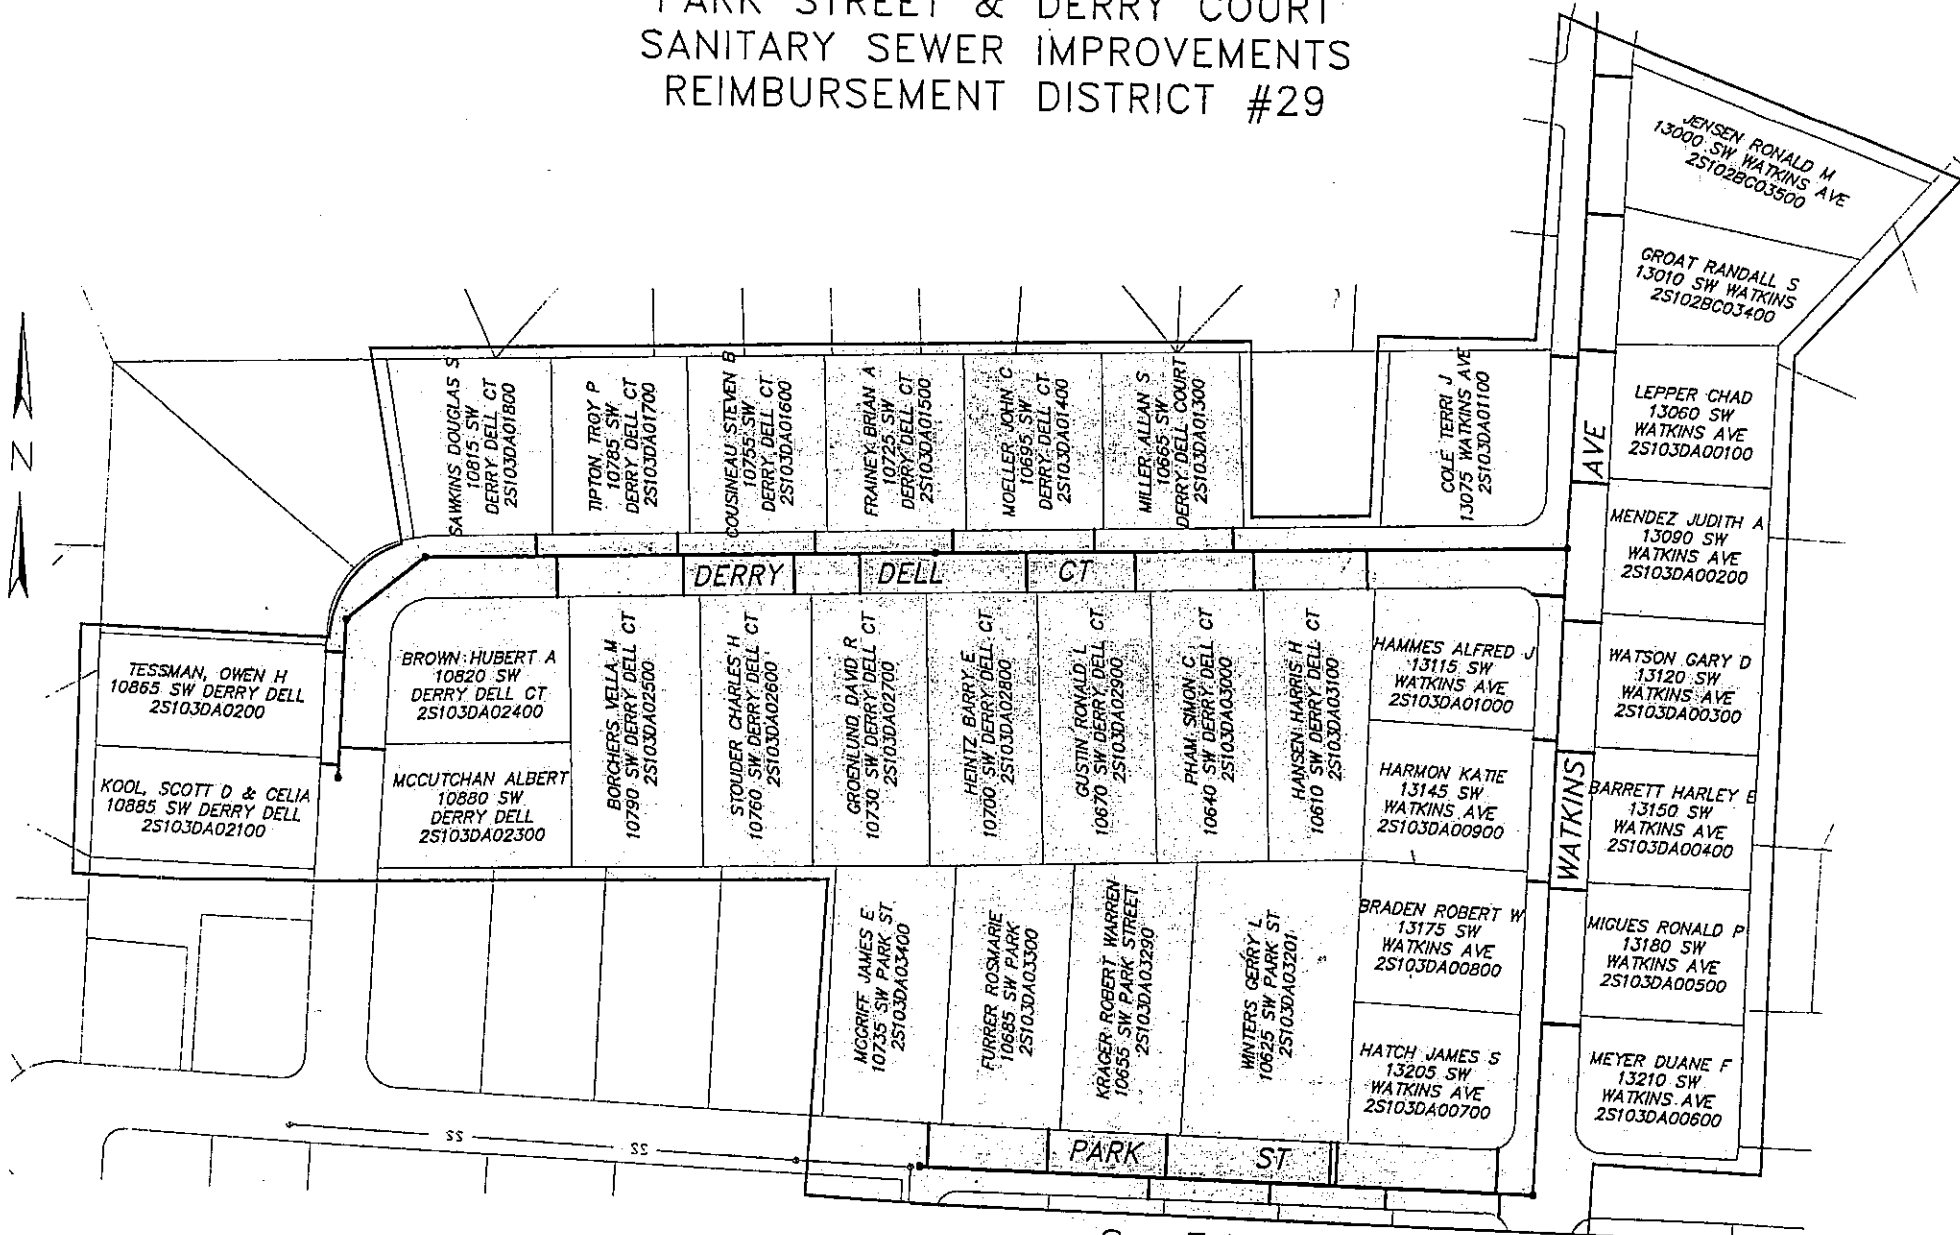 PARK STREET & DERRY COURT
SANITARY SEWER IMPROVEMENTS
REIMBURSEMENT DISTRICT #29
JENSEN RONALD M
13000 SW WATKINS AVE
2S102BC03500
GROAT RANDALL S
13010 SW WATKINS
2S102BC03400
N
SAWKINS DOUGLAS S
10815 SW
DERRY DELL CT
2S103DA01800
TIPTON, TROY P
10785 SW
DERRY DELL CT
2S103DA01700
COUSINEAU STEVEN B
10755 SW
DERRY DELL CT
2S103DA01600
FRAINEY BRIAN A
10725 SW
DERRY DELL CT
2S103DA01500
MOELLER JOHN C
10695 SW
DERRY DELL CT
2S103DA01400
MILLER ALLAN S
10665 SW
DERRY DELL COURT
2S103DA01300
COLE TERRI J
13075 WATKINS AVE
2S103DA01100
AVE
LEPPER CHAD
13060 SW
WATKINS AVE
2S103DA00100
MENDEZ JUDITH A
13090 SW
WATKINS AVE
2S103DA00200
DERRY DELL CT
TESSMAN, OWEN H
10865 SW DERRY DELL
2S103DA0200
BROWN HUBERT A
10820 SW
DERRY DELL CT
2S103DA02400
BORCHERS VELLA M
10790 SW DERRY DELL CT
2S103DA02500
STOUDER CHARLES H
10760 SW DERRY DELL CT
2S103DA02600
GROENLUND DAVID R
10730 SW DERRY DELL CT
2S103DA02700
HEINTZ BARRY E
10700 SW DERRY DELL CT
2S103DA02800
GUSTIN RONALD L
10670 SW DERRY DELL CT
2S103DA02900
PHAM SIMON C
10640 SW DERRY DELL CT
2S103DA03000
HANSEN HARRIS H
10610 SW DERRY DELL CT
2S103DA03100
HAMMES ALFRED J
13115 SW
WATKINS AVE
2S103DA01000
WATSON GARY D
13120 SW
WATKINS AVE
2S103DA00300
KOOL, SCOTT D & CELIA
10885 SW DERRY DELL
2S103DA02100
MCCUTCHAN ALBERT
10880 SW
DERRY DELL
2S103DA02300
HARMON KATIE
13145 SW
WATKINS AVE
2S103DA00900
WATKINS
BARRETT HARLEY E
13150 SW
WATKINS AVE
2S103DA00400
MCGRIFF JAMES E
10735 SW PARK ST
2S103DA03400
FURRER ROSMARIE
10685 SW PARK
2S103DA03300
KRAGER ROBERT WARREN
10655 SW PARK STREET
2S103DA03290
WINTERS GERRY L
10625 SW PARK ST
2S103DA03201
BRADEN ROBERT W
13175 SW
WATKINS AVE
2S103DA00800
MIGUES RONALD P
13180 SW
WATKINS AVE
2S103DA00500
HATCH JAMES S
13205 SW
WATKINS AVE
2S103DA00700
MEYER DUANE F
13210 SW
WATKINS AVE
2S103DA00600
SS SS
PARK ST